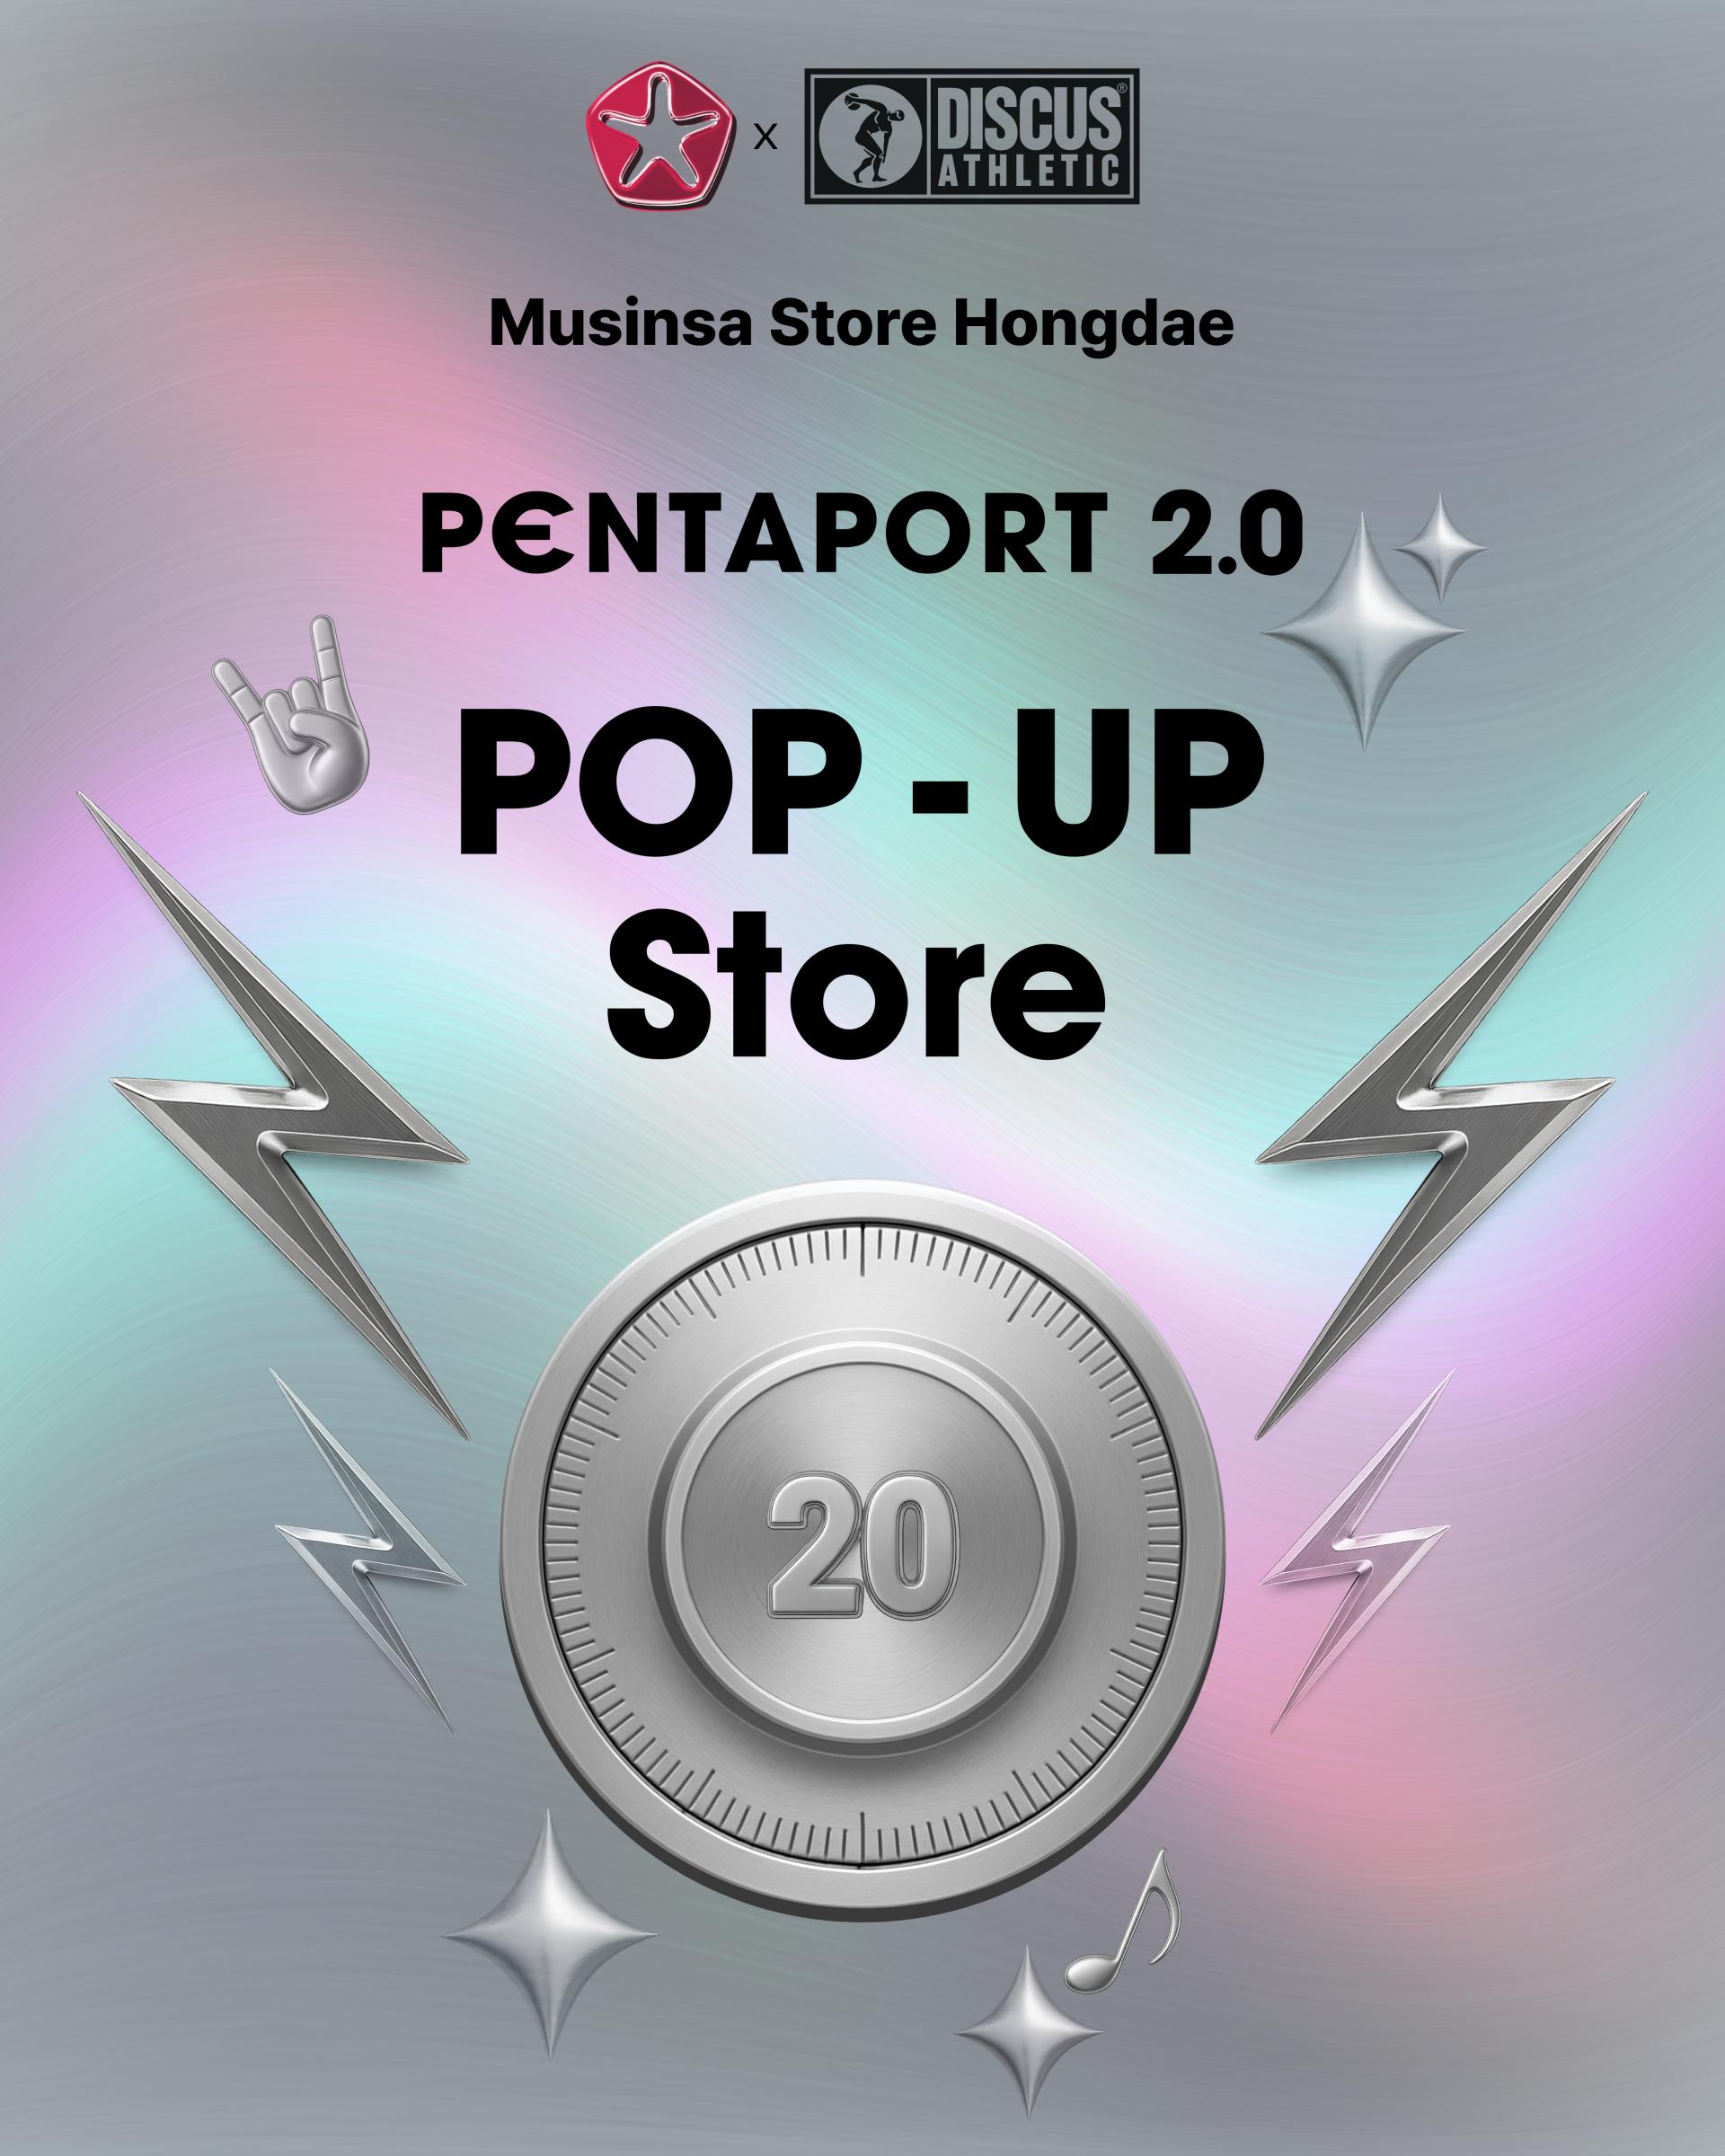 X
DISCUS®
ATHLETIC
Musinsa Store Hongdae
PENTAPORT 2.0
POP - UP
Store
20